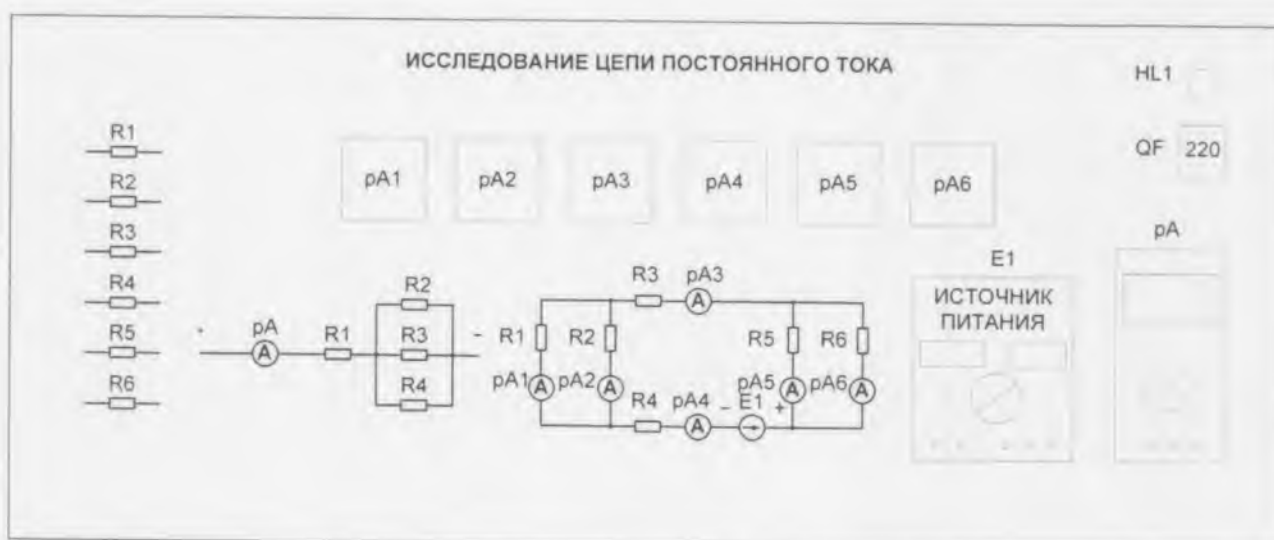 ИССЛЕДОВАНИЕ ЦЕПИ ПОСТОЯННОГО ТОКА
HL1
QF 220
R1
R2
R3
R4
R5
R6
pA1 pA2 pA3 pA4 pA5 pA6
pA
E1
ИСТОЧНИК
ПИТАНИЯ
+ pA A R1 R2 R3 R4 -
R3 pA3 A
R1 R2 R5 R6
pA1 A pA2 A pA5 A pA6 A
R4 pA4 A - E1 +